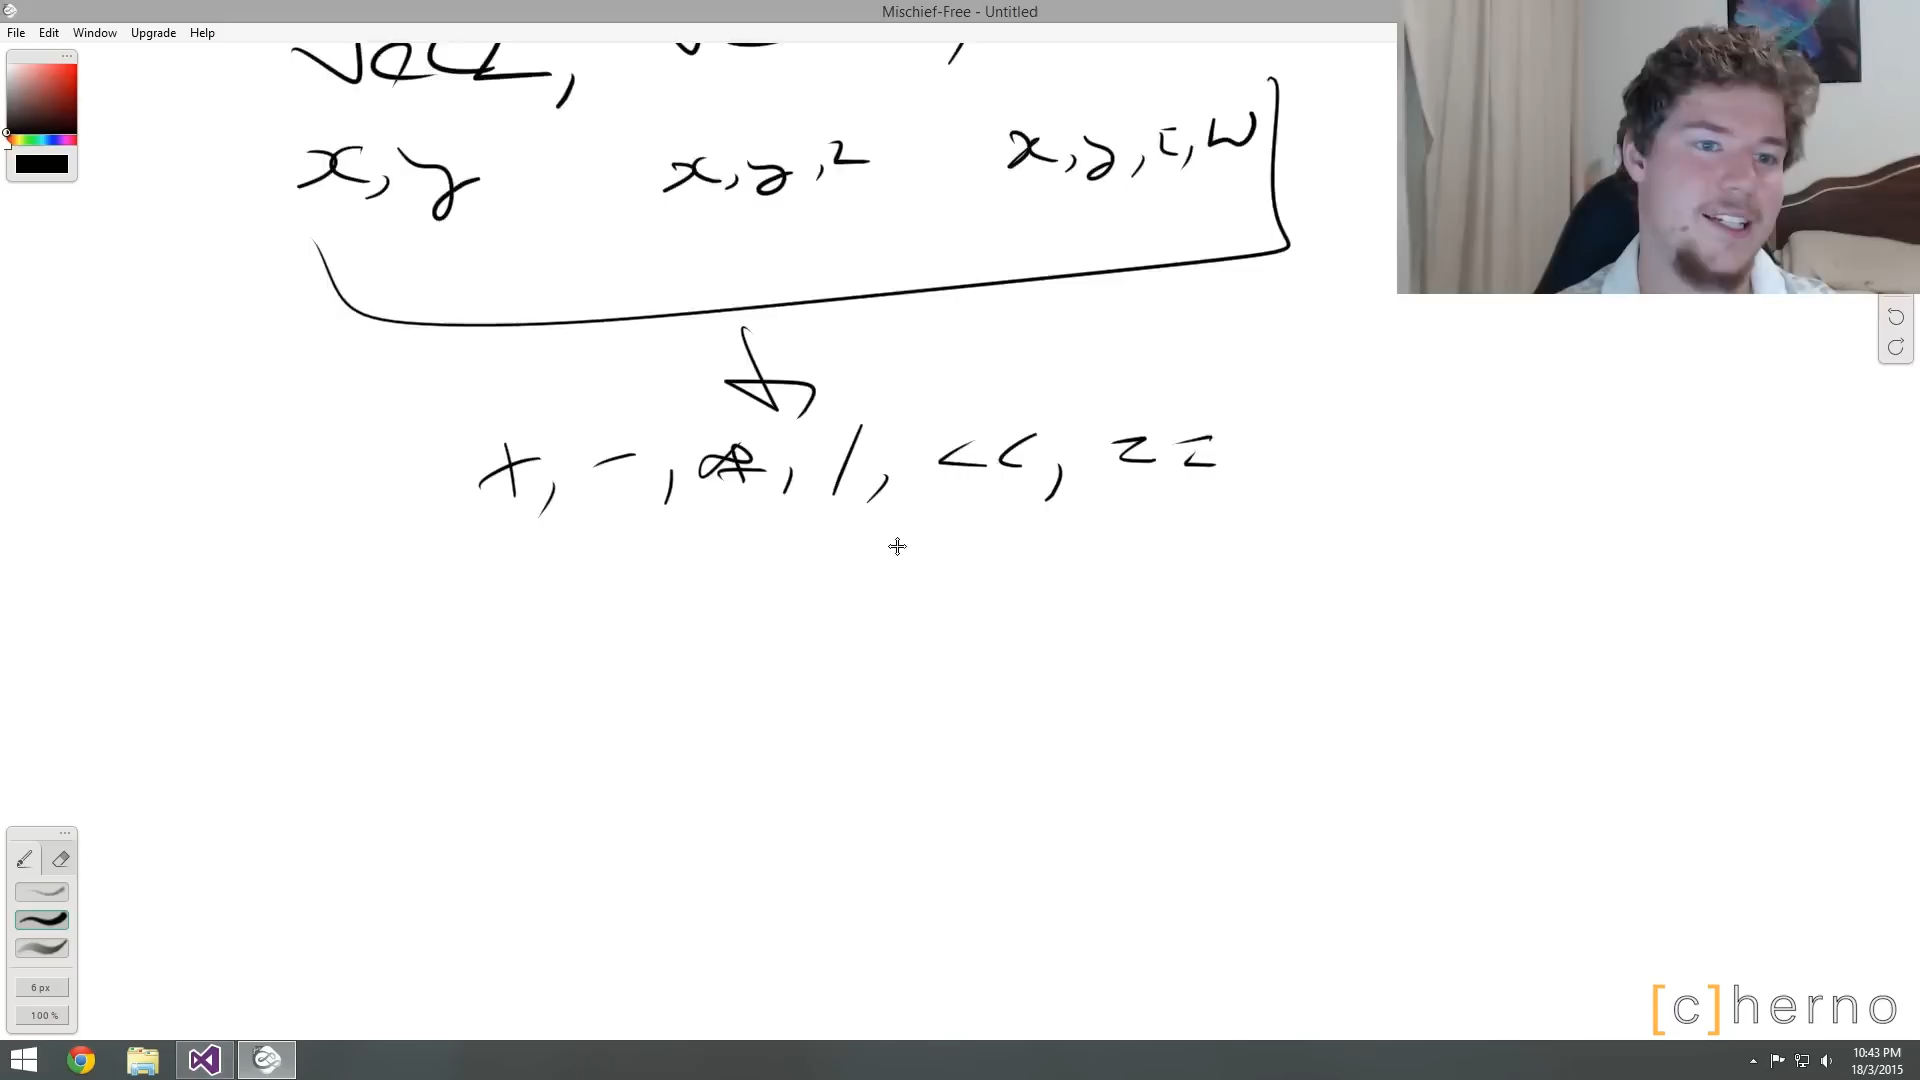 Mischief-Free - Untitled
File Edit Window Upgrade Help
x, y x, y, z x, y, z, w
+, -, *, /, <<, ==
6 px
100 %
[c]herno
10:43 PM
18/3/2015